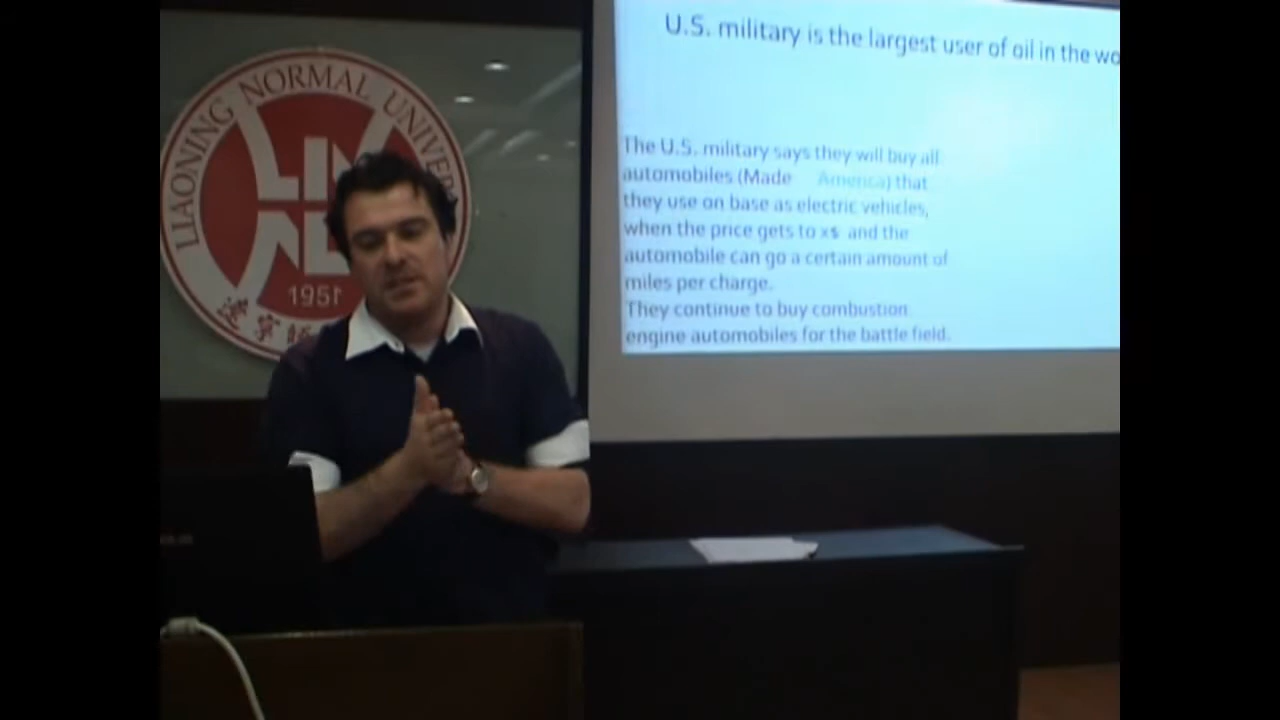 LIAONING NORMAL UNIVER
1951
U.S. military is the largest user of oil in the wo
The U.S. military says they will buy all
automobiles (Made America) that
they use on base as electric vehicles,
when the price gets to x$ and the
automobile can go a certain amount of
miles per charge.
They continue to buy combustion
engine automobiles for the battle field.